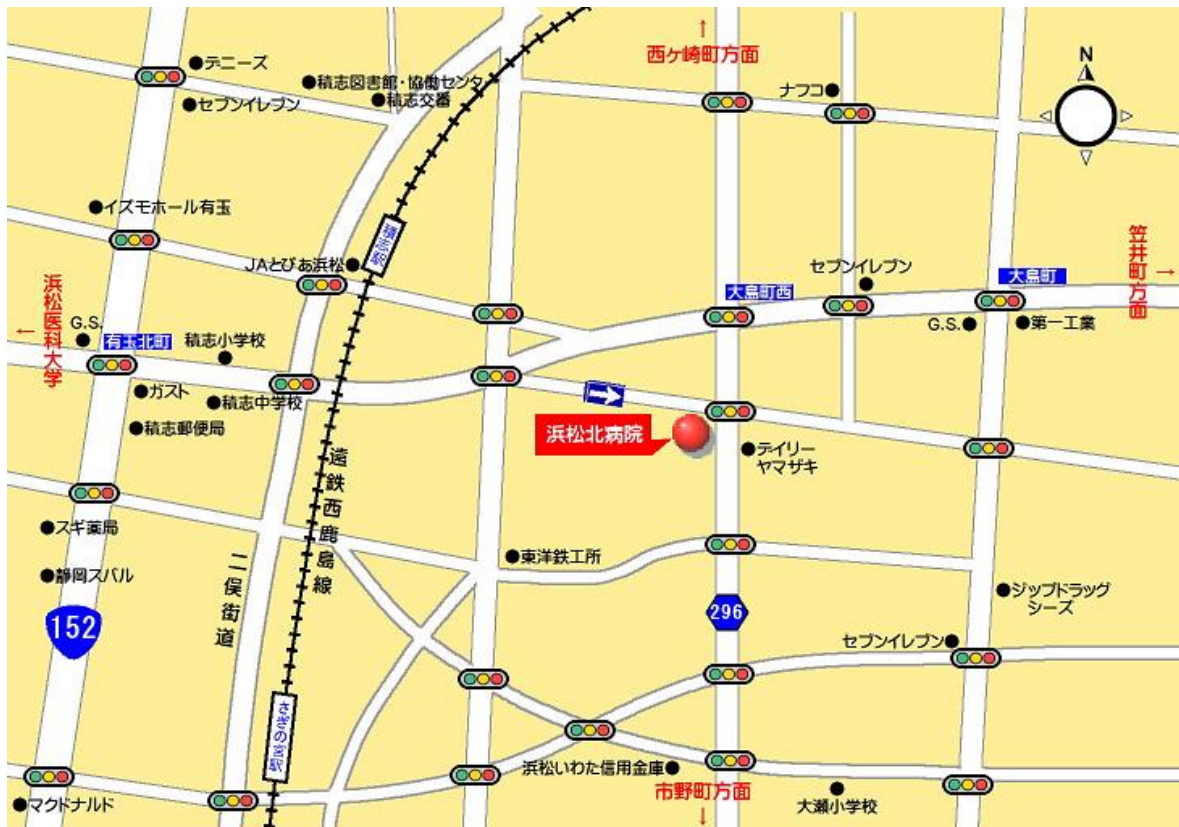 西ヶ崎町方面
N
デニーズ
積志図書館・協働センタ
ナフコ
積志交番
セブンイレブン
イズモホール有玉
積志駅
笠井町方面
JAとぴあ浜松
セブンイレブン
大島町
浜松医科大学
大島町西
G.S.
第一工業
G.S.
有玉北町
積志小学校
ガスト
積志中学校
積志郵便局
浜松北病院
デイリー
ヤマザキ
遠鉄西鹿島線
スギ薬局
東洋鉄工所
静岡スバル
二俣街道
ジップドラッグ
シーズ
152
296
セブンイレブン
さぎの宮駅
浜松いわた信用金庫
市野町方面
大瀬小学校
マクドナルド